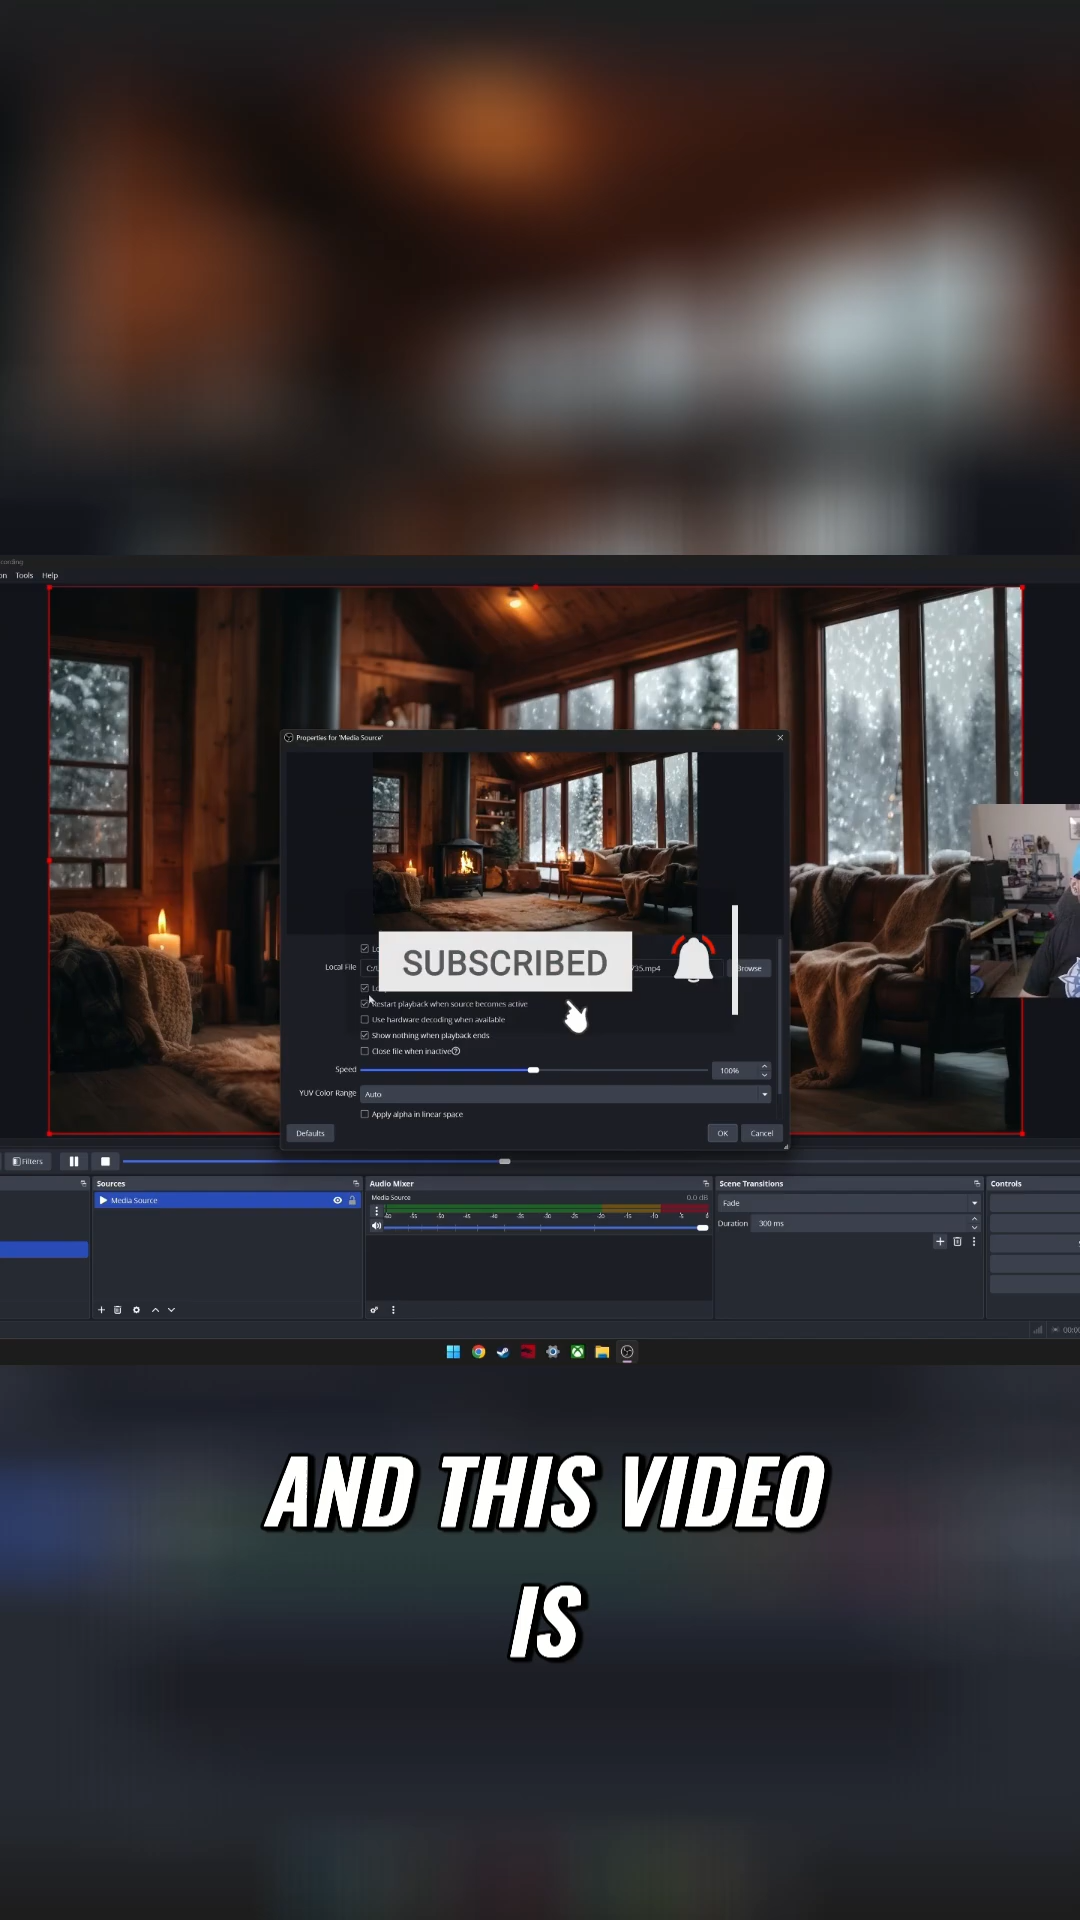 Tools Help
Properties for 'Media Source'
SUBSCRIBED
Local File
35.mp4
Restart playback when source becomes active
Use hardware decoding when available
Show nothing when playback ends
Close file when inactive
Speed
100%
YUV Color Range
Auto
Apply alpha in linear space
Defaults
OK
Cancel
Filters
Sources
Audio Mixer
Scene Transitions
Controls
Media Source
Media Source
0.0 dB
Fade
Duration
300 ms
AND THIS VIDEO
IS